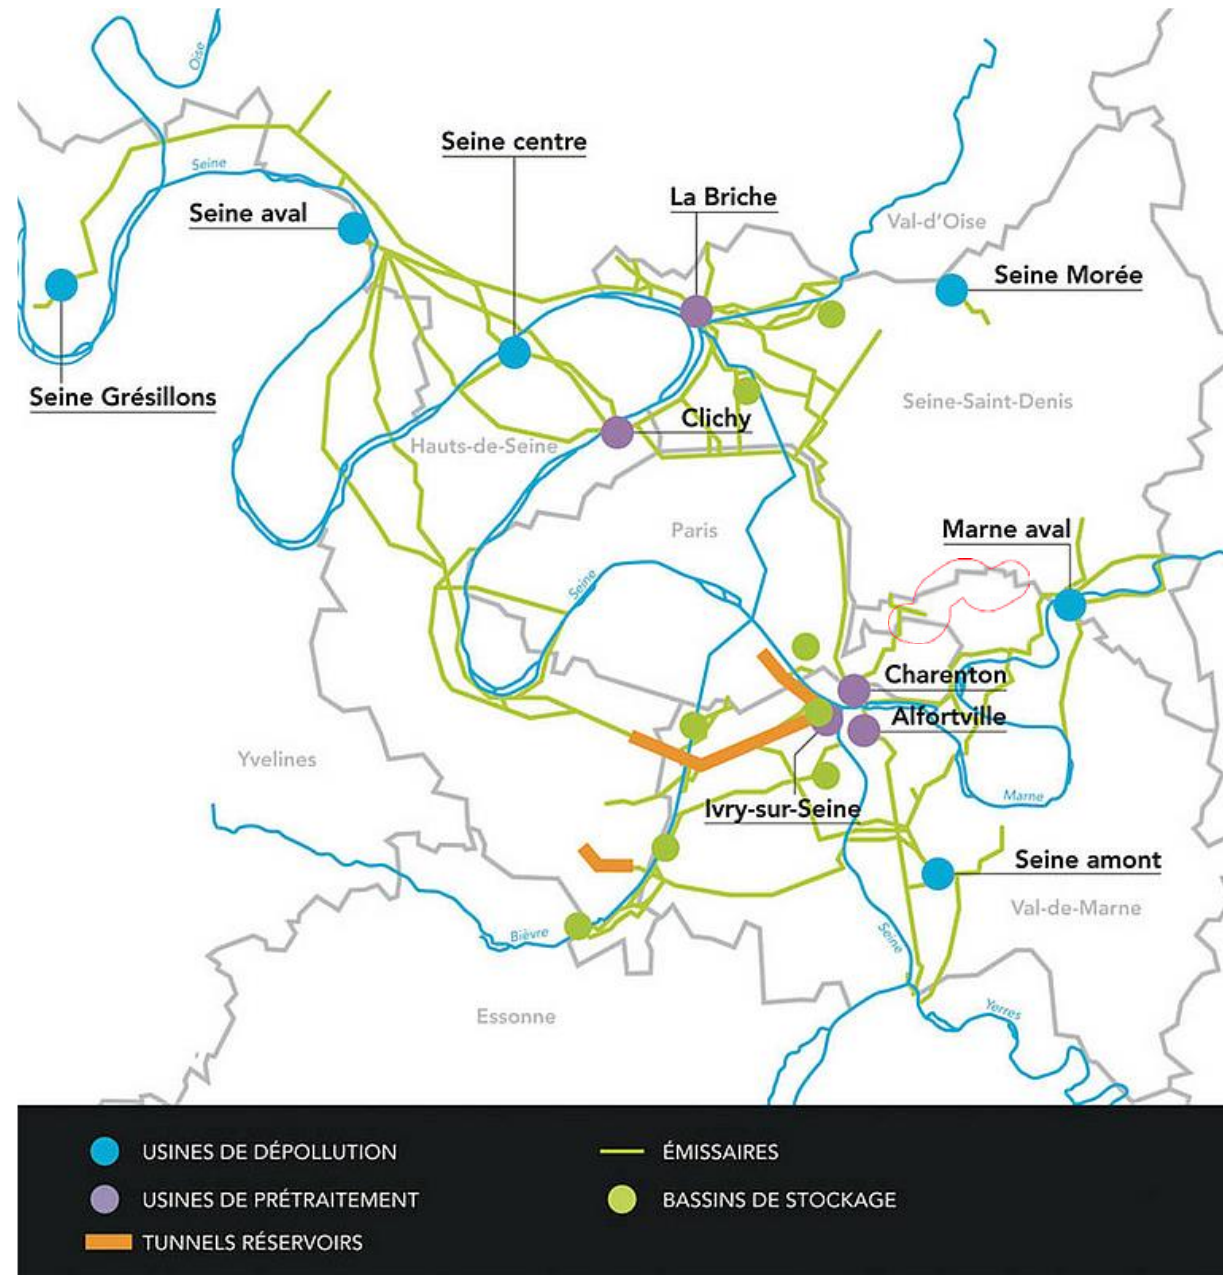 Oise
Seine centre
Seine
La Briche
Seine aval
Val-d'Oise
Seine Morée
Seine Grésillons
Seine-Saint-Denis
Clichy
Hauts-de-Seine
Paris
Marne aval
Seine
Charenton
Alfortville
Yvelines
Marne
Ivry-sur-Seine
Seine amont
Val-de-Marne
Bièvre
Seine
Essonne
Yerres
USINES DE DÉPOLLUTION
USINES DE PRÉTRAITEMENT
TUNNELS RÉSERVOIRS
ÉMISSAIRES
BASSINS DE STOCKAGE